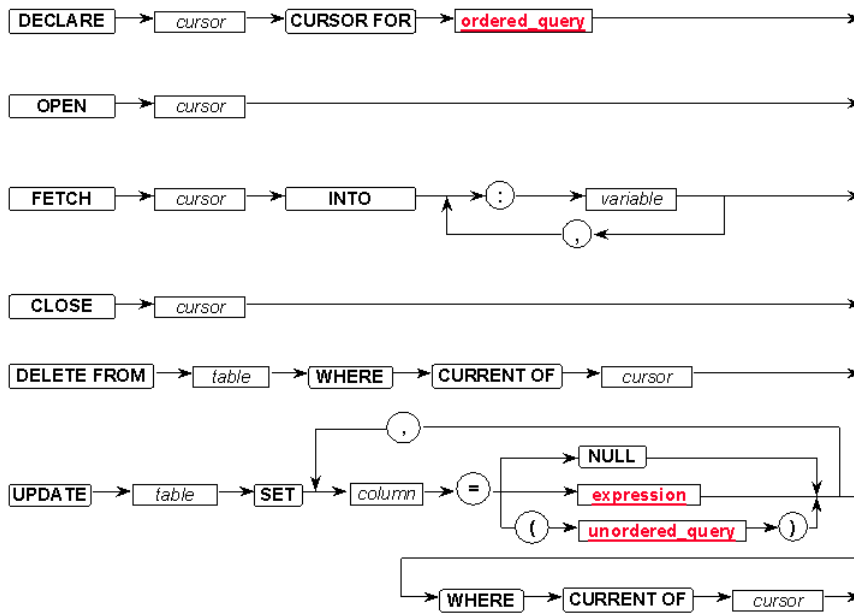 DECLARE cursor CURSOR FOR ordered_query
OPEN cursor
FETCH cursor INTO : variable
,
CLOSE cursor
DELETE FROM table WHERE CURRENT OF cursor
,
NULL
UPDATE table SET column = expression
( unordered_query )
WHERE CURRENT OF cursor